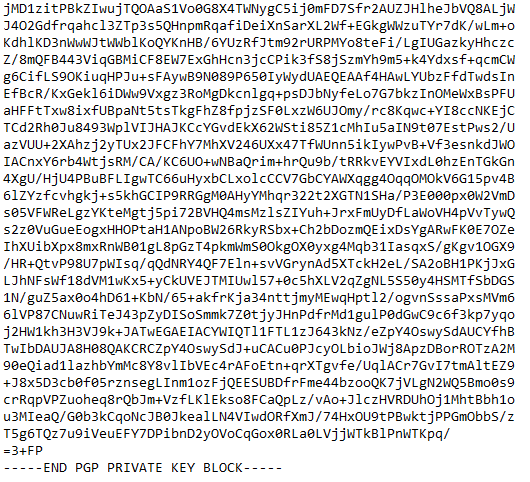 jMD1zitPBkZIwujTQOAaS1Vo0G8X4TWNygC5ij0mFD7Sfr2AUZJHlheJbVQ8ALjW
J4O2Gdfrqahcl3ZTp3s5QHnpmRqafiDeiXnSarXL2Wf+EGkgWWzuTYr7dK/wLm+o
KdhlKD3nWwWJtWWblKoQYKnHB/6YUzRfJtm92rURPMYo8teFi/LgIUGazkyHhczc
Z/8mQFB443ViqGBMiCF8EW7ExGhHcn3jcCPik3fS8jSzmYh9m5+k4Ydxsf+qcmCW
g6CifLS9OKiuqHPJu+sFAywB9N089P650IyWydUAEQEAAf4HAwLYUbzFfdTwdsIn
EfBcR/KxGekl6iDWw9Vxgz3RoMgDkcnlgq+psDJbNyfeLo7G7bkzInOMeWxBsPFU
aHFFtTxw8ixfUBpaNt5tsTkgFhZ8fpjzSF0LxzW6UJOmy/rc8Kqwc+YI8ccNKEjC
TCd2Rh0Ju8493WplVIJHAJKCcYGvdEkX62WSti85Z1cMhIu5aIN9t07EstPws2/U
azVUU+2XAhzj2yTUx2JFCFhY7MhXV246UXx47TfWUnn5ikIywPvB+Vf3esnkdJWO
IACnxY6rb4WtjsRM/CA/KC6UO+wNBaQrim+hrQu9b/tRRkvEYVIxdL0hzEnTGkGn
4XgU/HjU4PBuBFLIgwTC66uHyxbCLxolcCCV7GbCYAWXqgg4OqqOMOkV6G15pv4B
6lZYzfcvhgkj+s5khGCIP9RRGgM0AHyYMhqr322t2XGTN1SHa/P3E000px0W2VmD
s05VFWReLgzYKteMgtj5pi72BVHQ4msMzlsZIYuh+JrxFmUyDfLaWoVH4pVvTywQ
s2z0VuGueEogxHHOPtaH1ANpoBW26RkyRSbx+Ch2bDozmQEixDsYgARwFK0E7OZe
IhXUibXpx8mxRnWB01gL8pGzT4pkmWmS0OkgOX0yxg4Mqb31IasqxS/gKgv1OGX9
/HR+QtvP98U7pWIsq/qQdNRY4QF7Eln+svVGrynAd5XTckH2eL/SA2oBH1PKjJxG
LJhNFsWf18dVM1wKx5+yCkUVEJTMIUwl57+0c5hXLV2qZgNL5S50y4HSMTfSbDGS
1N/guZ5ax0o4hD61+KbN/65+akfrKja34nttjmyMEwqHptl2/ogvnSssaPxsMVm6
6lVP87CNuwRiTeJ43pZyDISoSmmk7Z0tjyJHnPdfrMd1gulP0dGwC9c6f3kp7yqo
j2HW1kh3H3VJ9k+JATwEGAEIACYWIQTl1FTL1zJ643kNz/eZpY4OswySdAUCYfhB
TwIbDAUJA8H08QAKCRCZpY4OswySdJ+uCACu0PJcyOLbioJWj8ApzDBorROTzA2M
90eQiad1lazhbYmMc8Y8vlIbVEc4rAFoEtn+qrXTgvfe/UqlACr7GvI7tmAltEZ9
+J8x5D3cb0f05rznsegLInm1ozFjQEESUBDfrFme44bzooQK7jVLgN2WQ5Bmo0s9
crRqpVPZuoheq8rQbJm+VzfLKlEkso8FCaQpLz/vAo+JlczHVRDUhOj1MhtBbh1o
u3MIeaQ/G0b3kCqoNcJB0JkealLN4VIwdORfXmJ/74HxOU9tPBwktjPPGmObbS/z
T5g6TQz7u9iVeuEFY7DPibnD2yOVoCqGox0RLa0LVjjWTkBlPnWTKpq/
=3+FP
-----END PGP PRIVATE KEY BLOCK-----